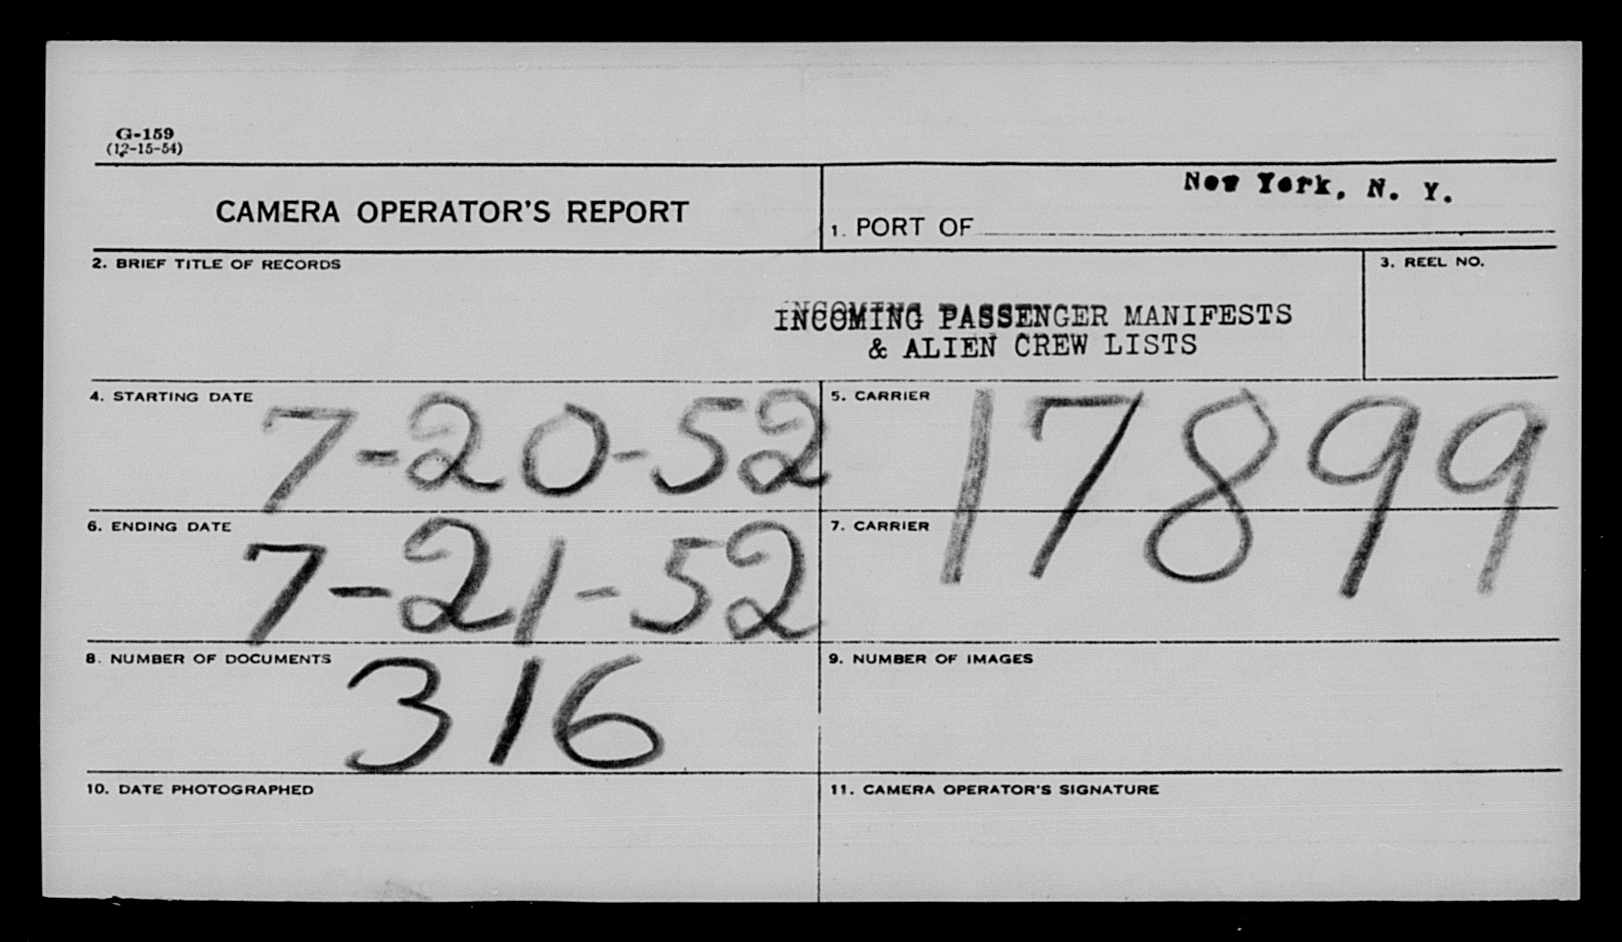 G-159
(12-15-54)
CAMERA OPERATOR'S REPORT
1. PORT OF New York, N. Y.
2. BRIEF TITLE OF RECORDS
INCOMING PASSENGER MANIFESTS
& ALIEN CREW LISTS
3. REEL NO.
4. STARTING DATE 7-20-52
5. CARRIER 17899
6. ENDING DATE 7-21-52
7. CARRIER
8. NUMBER OF DOCUMENTS 316
9. NUMBER OF IMAGES
10. DATE PHOTOGRAPHED
11. CAMERA OPERATOR'S SIGNATURE